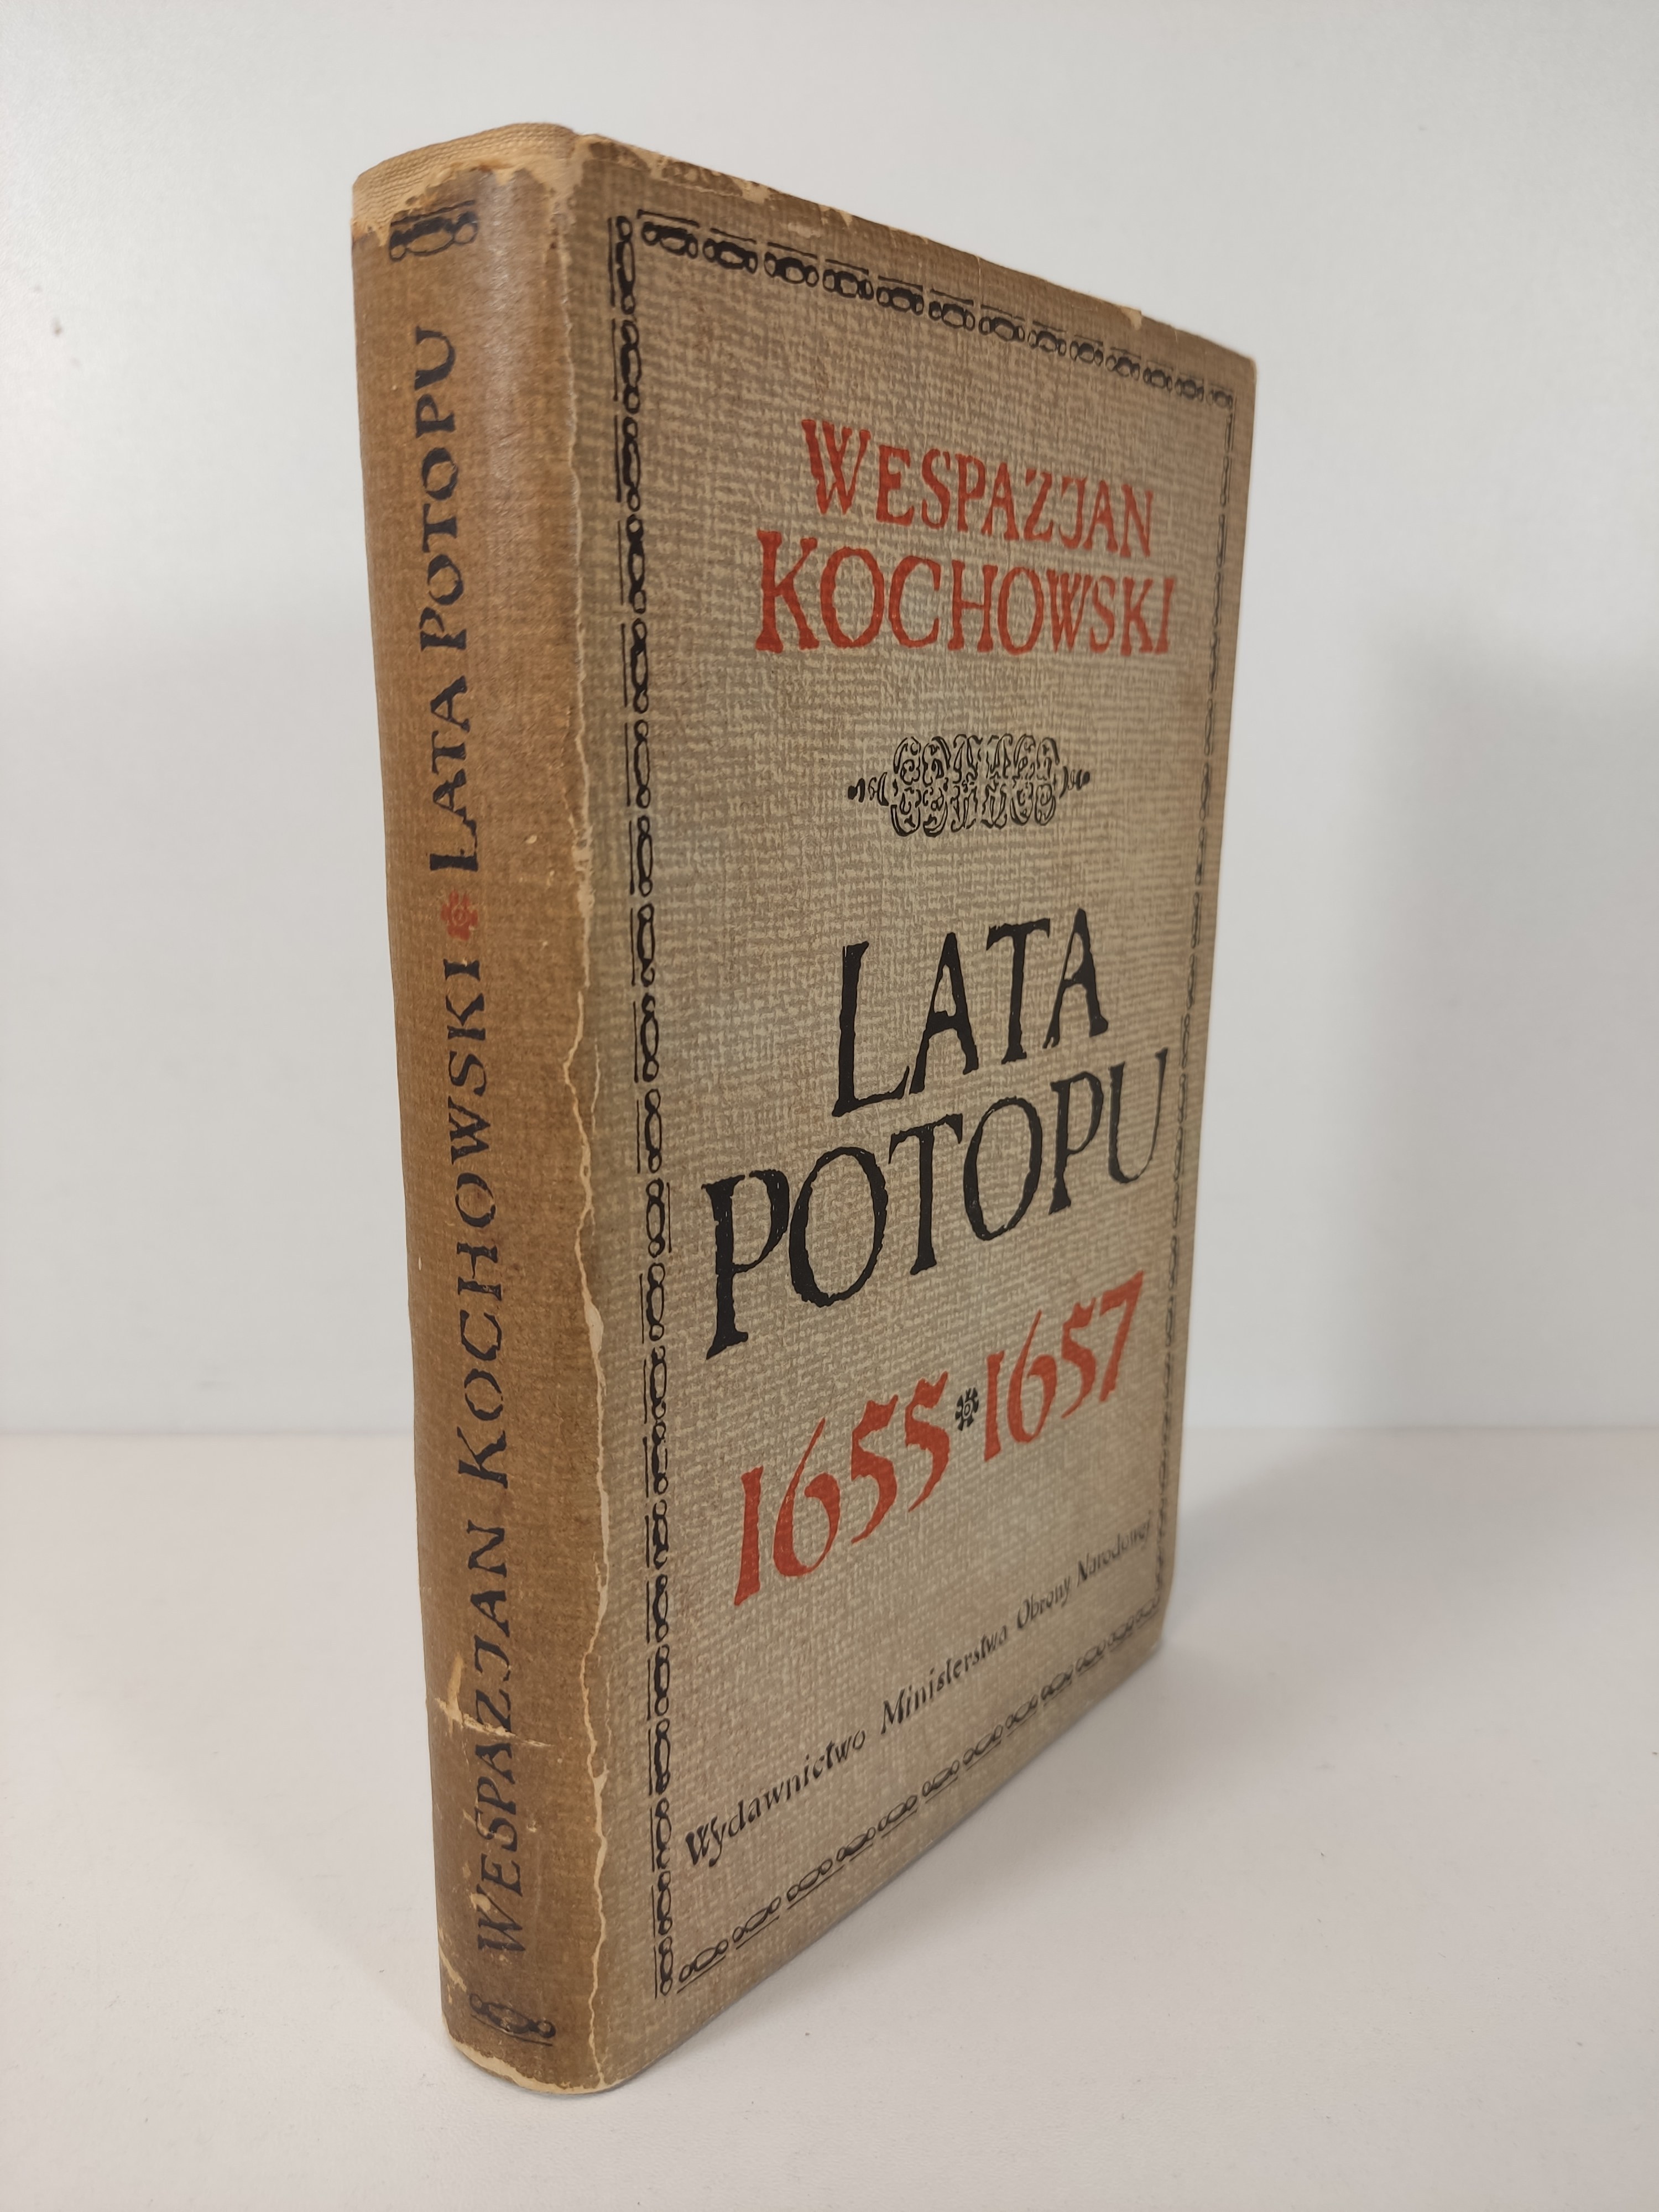 WESPAZJAN KOCHOWSKI * LATA POTOPU
WESPAZJAN
KOCHOWSKI
LATA
POTOPU
1655*1657
Wydawnictwo Ministerstwa Obrony Narodowej